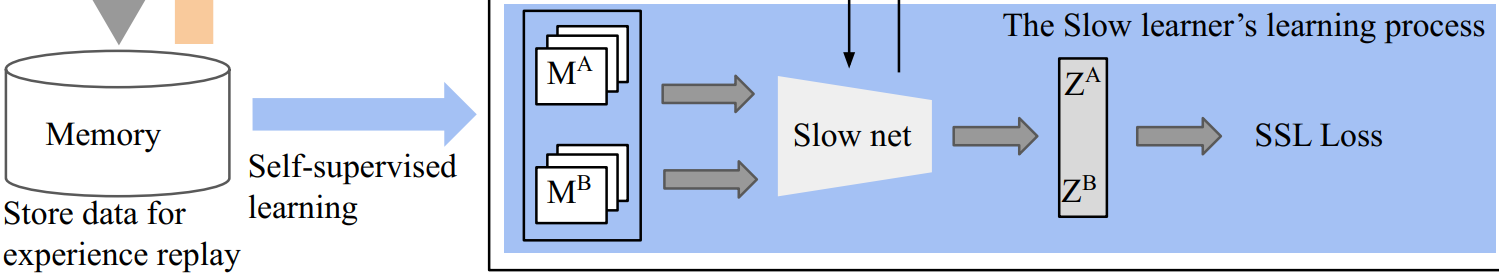 The Slow learner's learning process
Memory
Store data for
experience replay
Self-supervised
learning
M^A
M^B
Slow net
Z^A
Z^B
SSL Loss